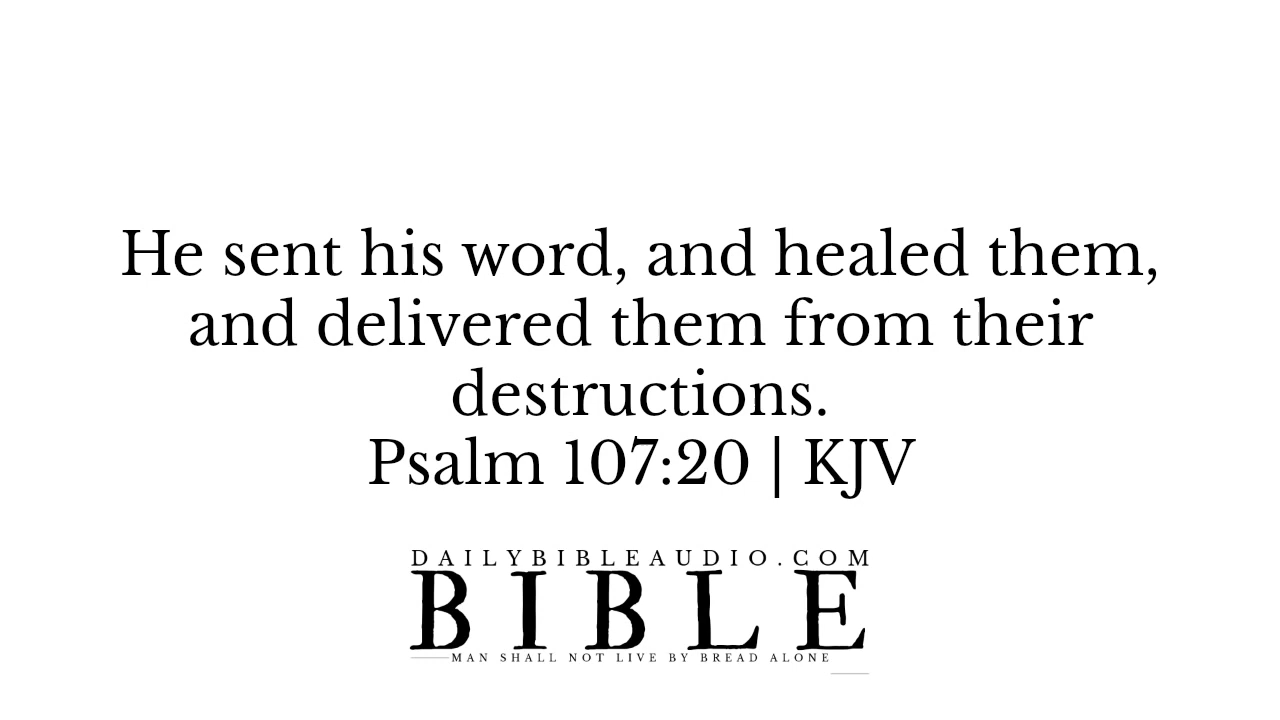 He sent his word, and healed them,
and delivered them from their
destructions.
Psalm 107:20 | KJV
DAILYBIBLEAUDIO.COM
BIBLE
MAN SHALL NOT LIVE BY BREAD ALONE